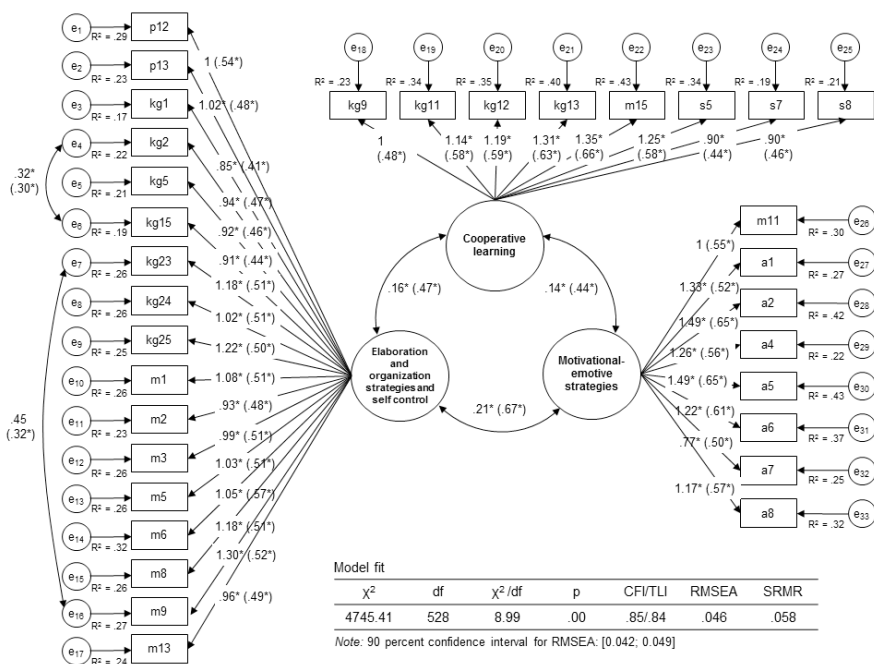 e1 R² = .29 p12
e2 R² = .23 p13
e3 R² = .17 kg1
e4 R² = .22 kg2
e5 R² = .21 kg5
e6 R² = .19 kg15
e7 R² = .26 kg23
e8 R² = .26 kg24
e9 R² = .25 kg25
e10 R² = .26 m1
e11 R² = .23 m2
e12 R² = .26 m3
e13 R² = .26 m5
e14 R² = .32 m6
e15 R² = .26 m8
e16 R² = .27 m9
e17 R² = .24 m13
.32*
(.30*)
.45
(.32*)
1 (.54*)
1.02* (.48*)
.85* (.41*)
.94* (.47*)
.92* (.46*)
.91* (.44*)
1.18* (.51*)
1.02* (.51*)
1.22* (.50*)
1.08* (.51*)
.93* (.48*)
.99* (.51*)
1.03* (.51*)
1.05* (.57*)
1.18* (.51*)
1.30* (.52*)
.96* (.49*)
e18 e19 e20 e21 e22 e23 e24 e25
R² = .23 R² = .34 R² = .35 R² = .40 R² = .43 R² = .34 R² = .19 R² = .21
kg9 kg11 kg12 kg13 m15 s5 s7 s8
1 1.14* 1.19* 1.31* 1.35* 1.25* .90* .90*
(.48*) (.58*) (.59*) (.63*) (.66*) (.58*) (.44*) (.46*)
Cooperative
learning
.16* (.47*)
.14* (.44*)
Elaboration
and
organization
strategies and
self control
Motivational-
emotive
strategies
.21* (.67*)
1 (.55*)
1.33* (.52*)
1.49* (.65*)
1.26* (.56*)
1.49* (.65*)
1.22* (.61*)
.77* (.50*)
1.17* (.57*)
m11 e26 R² = .30
a1 e27 R² = .27
a2 e28 R² = .42
a4 e29 R² = .22
a5 e30 R² = .43
a6 e31 R² = .37
a7 e32 R² = .25
a8 e33 R² = .32
Model fit
χ² df χ² /df p CFI/TLI RMSEA SRMR
4745.41 528 8.99 .00 .85/.84 .046 .058
Note: 90 percent confidence interval for RMSEA: [0.042; 0.049]